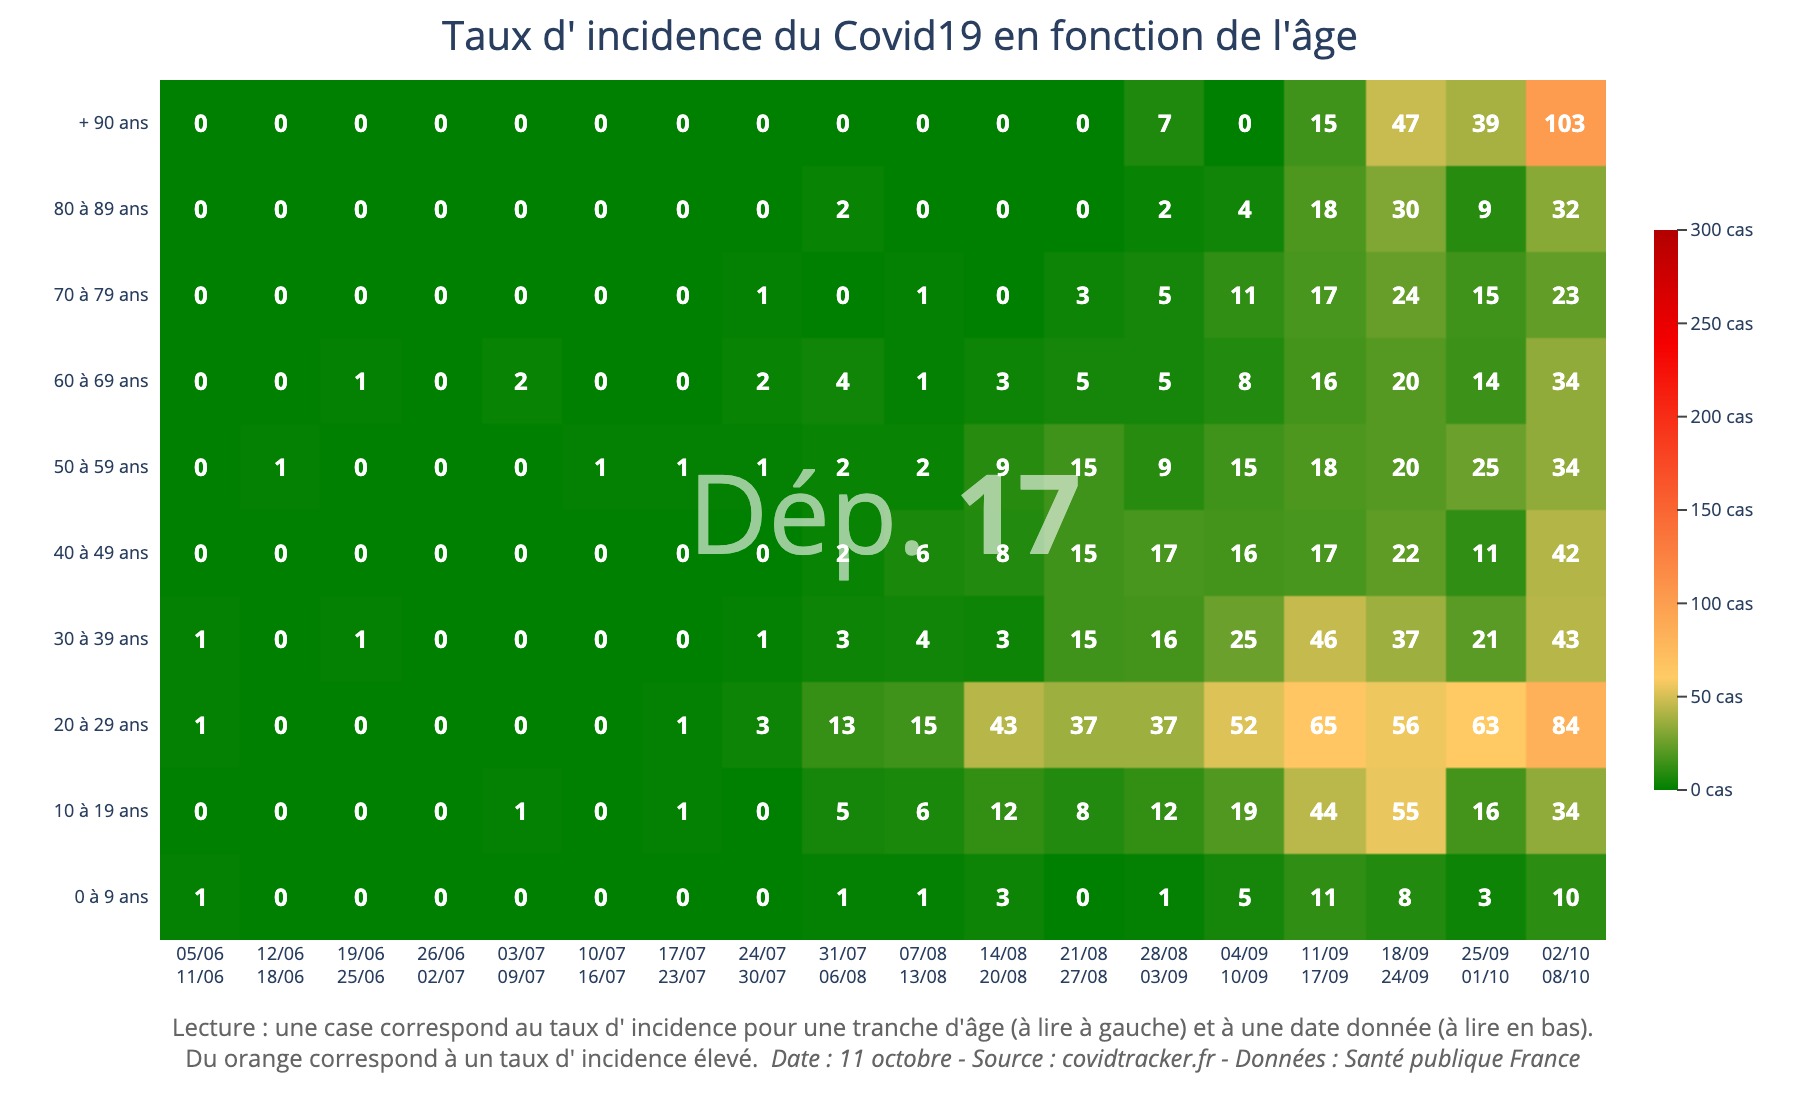 Taux d' incidence du Covid19 en fonction de l'âge
+ 90 ans 0 0 0 0 0 0 0 0 0 0 0 0 7 0 15 47 39 103
80 à 89 ans 0 0 0 0 0 0 0 0 2 0 0 0 2 4 18 30 9 32
70 à 79 ans 0 0 0 0 0 0 0 1 0 1 0 3 5 11 17 24 15 23
60 à 69 ans 0 0 1 0 2 0 0 2 4 1 3 5 5 8 16 20 14 34
50 à 59 ans 0 1 0 0 0 1 1 1 2 2 9 15 9 15 18 20 25 34
Dép. 17
40 à 49 ans 0 0 0 0 0 0 0 0 2 6 8 15 17 16 17 22 11 42
30 à 39 ans 1 0 1 0 0 0 0 1 3 4 3 15 16 25 46 37 21 43
20 à 29 ans 1 0 0 0 0 0 1 3 13 15 43 37 37 52 65 56 63 84
10 à 19 ans 0 0 0 0 1 0 1 0 5 6 12 8 12 19 44 55 16 34
0 à 9 ans 1 0 0 0 0 0 0 0 1 1 3 0 1 5 11 8 3 10
05/06 12/06 19/06 26/06 03/07 10/07 17/07 24/07 31/07 07/08 14/08 21/08 28/08 04/09 11/09 18/09 25/09 02/10
11/06 18/06 25/06 02/07 09/07 16/07 23/07 30/07 06/08 13/08 20/08 27/08 03/09 10/09 17/09 24/09 01/10 08/10
300 cas
250 cas
200 cas
150 cas
100 cas
50 cas
0 cas
Lecture : une case correspond au taux d' incidence pour une tranche d'âge (à lire à gauche) et à une date donnée (à lire en bas).
Du orange correspond à un taux d' incidence élevé. Date : 11 octobre - Source : covidtracker.fr - Données : Santé publique France